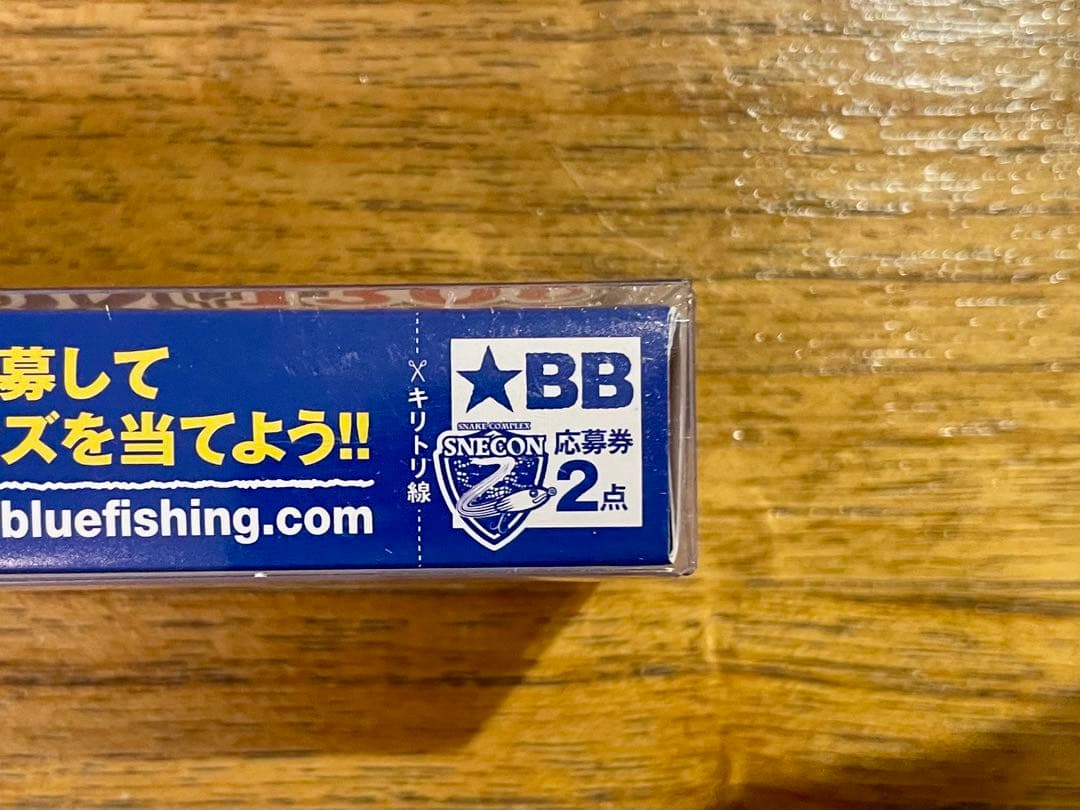 募して
ズを当てよう!!
bluefishing.com
キリトリ線
★BB
SNAKE COMPLEX
SNECON
応募券
2点